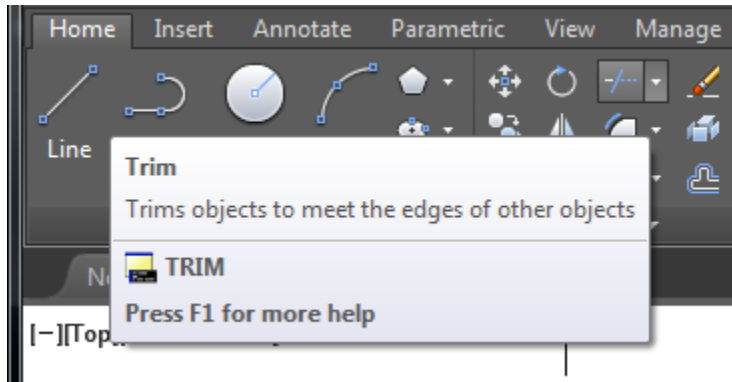 Home Insert Annotate Parametric View Manage
Line
Trim
Trims objects to meet the edges of other objects
TRIM
Press F1 for more help
[−][Top